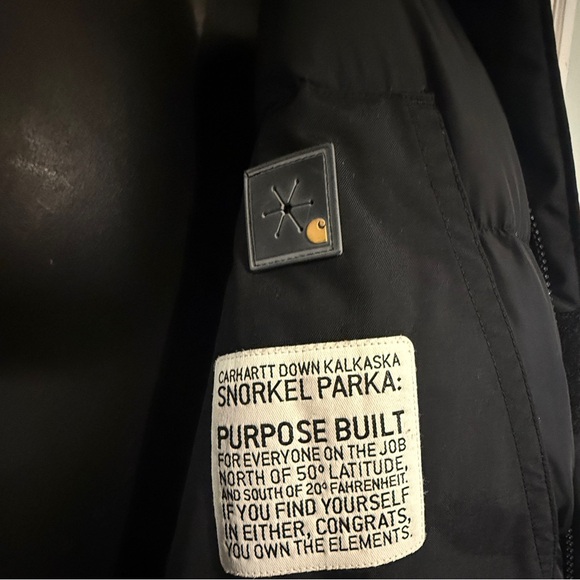 CARHARTT DOWN KALKASKA
SNORKEL PARKA:
PURPOSE BUILT
FOR EVERYONE ON THE JOB
NORTH OF 50° LATITUDE,
AND SOUTH OF 20° FAHRENHEIT.
IF YOU FIND YOURSELF
IN EITHER, CONGRATS,
YOU OWN THE ELEMENTS.